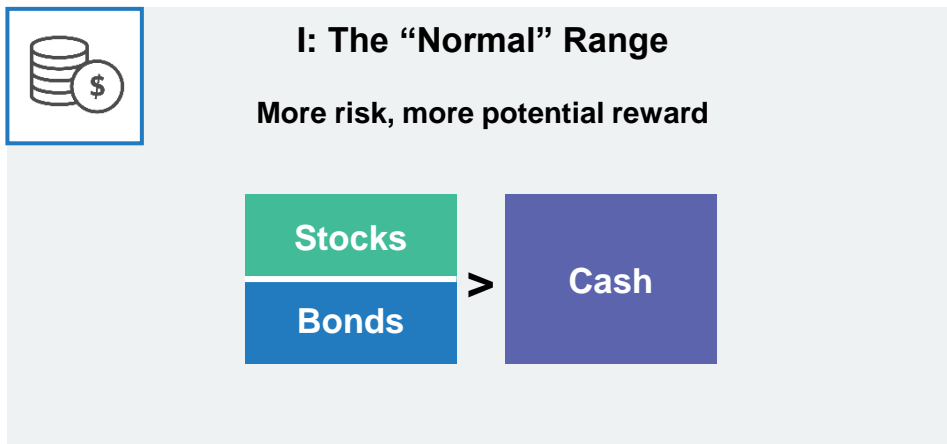 $
I: The “Normal” Range
More risk, more potential reward
Stocks
Bonds
>
Cash